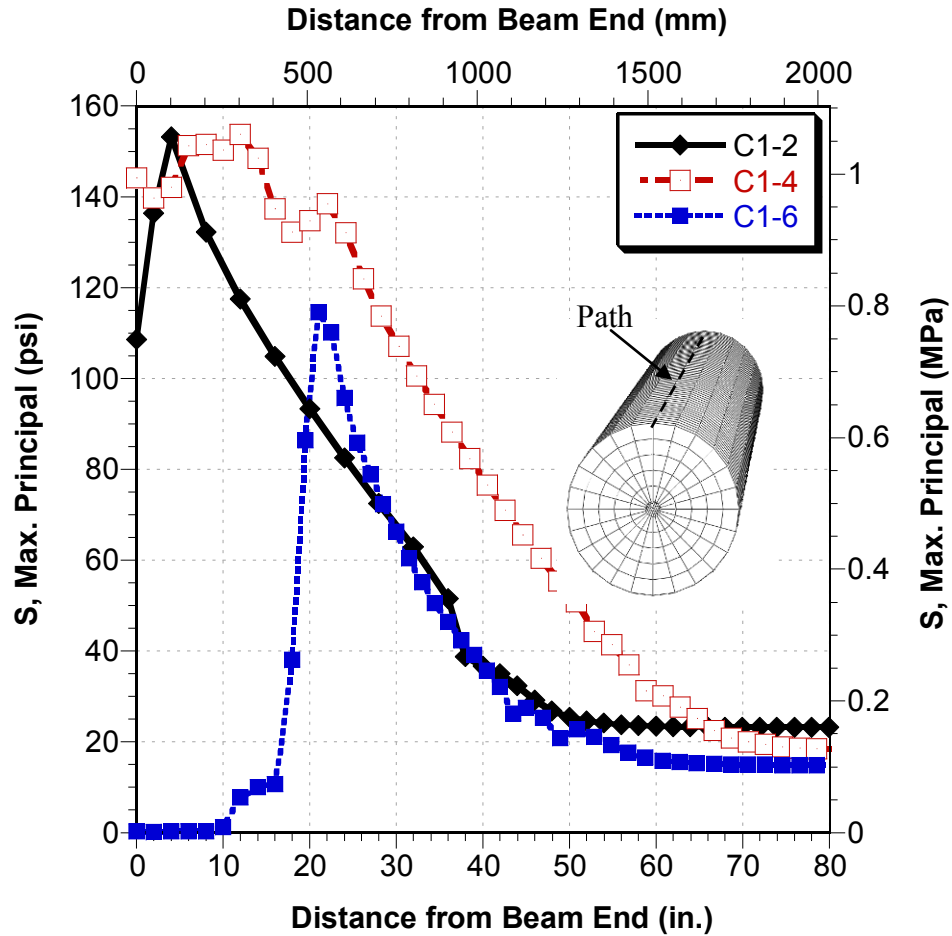 Distance from Beam End (mm)
0 500 1000 1500 2000
160
140
120
100
80
60
40
20
0
S, Max. Principal (psi)
C1-2
C1-4
C1-6
Path
1
0.8
0.6
0.4
0.2
0
S, Max. Principal (MPa)
0 10 20 30 40 50 60 70 80
Distance from Beam End (in.)